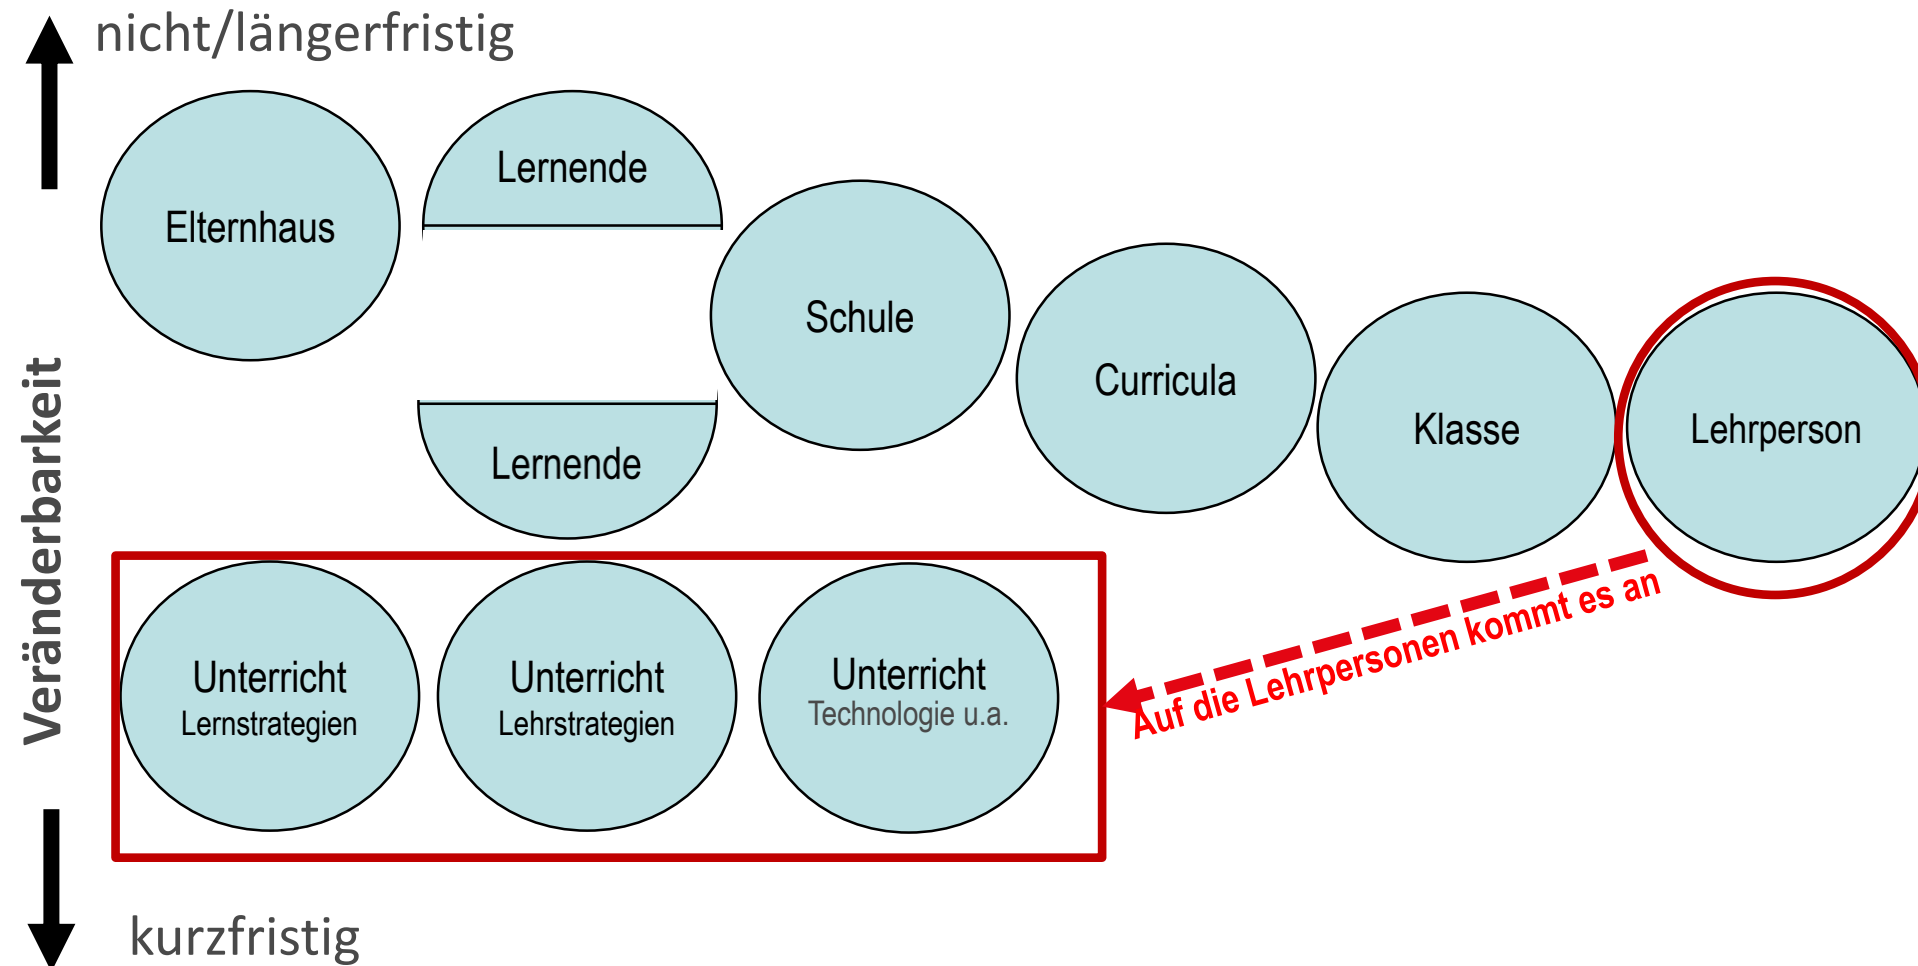 nicht/längerfristig
Lernende
Elternhaus
Schule
Curricula
Klasse
Lehrperson
Lernende
Veränderbarkeit
Auf die Lehrpersonen kommt es an
Unterricht
Lernstrategien
Unterricht
Lehrstrategien
Unterricht
Technologie u.a.
kurzfristig